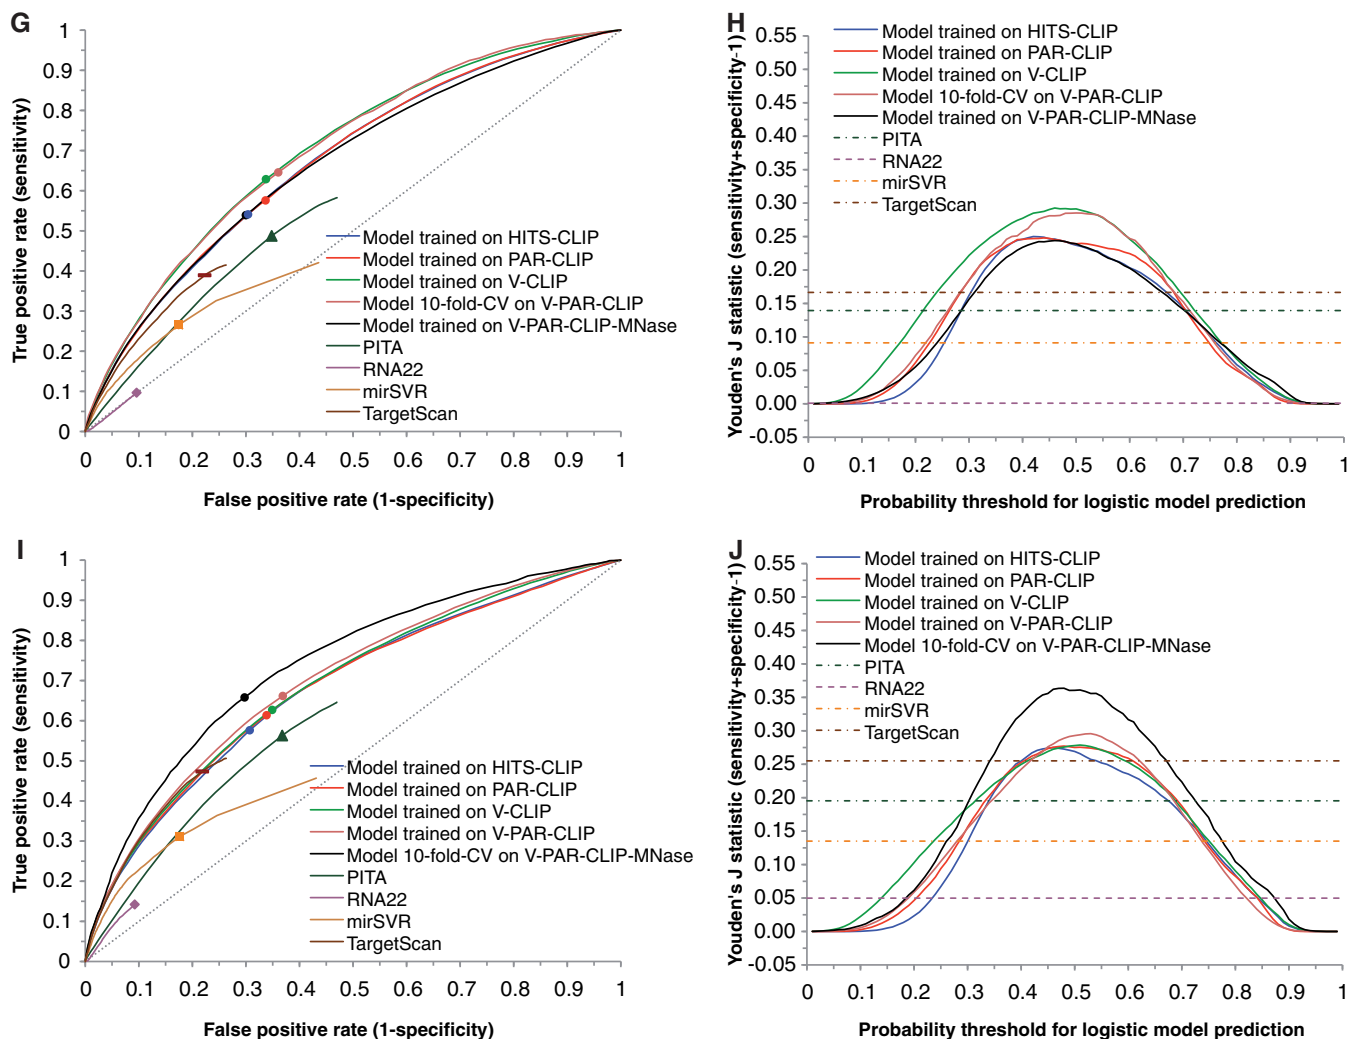 G
True positive rate (sensitivity)
1
0.9
0.8
0.7
0.6
0.5
0.4
0.3
0.2
0.1
0
Model trained on HITS-CLIP
Model trained on PAR-CLIP
Model trained on V-CLIP
Model 10-fold-CV on V-PAR-CLIP
Model trained on V-PAR-CLIP-MNase
PITA
RNA22
mirSVR
TargetScan
0 0.1 0.2 0.3 0.4 0.5 0.6 0.7 0.8 0.9 1
False positive rate (1-specificity)
H
Youden's J statistic (sensitivity+specificity-1)
0.55
0.50
0.45
0.40
0.35
0.30
0.25
0.20
0.15
0.10
0.05
0.00
-0.05
Model trained on HITS-CLIP
Model trained on PAR-CLIP
Model trained on V-CLIP
Model 10-fold-CV on V-PAR-CLIP
Model trained on V-PAR-CLIP-MNase
PITA
RNA22
mirSVR
TargetScan
0 0.1 0.2 0.3 0.4 0.5 0.6 0.7 0.8 0.9 1
Probability threshold for logistic model prediction
I
True positive rate (sensitivity)
1
0.9
0.8
0.7
0.6
0.5
0.4
0.3
0.2
0.1
0
Model trained on HITS-CLIP
Model trained on PAR-CLIP
Model trained on V-CLIP
Model trained on V-PAR-CLIP
Model 10-fold-CV on V-PAR-CLIP-MNase
PITA
RNA22
mirSVR
TargetScan
0 0.1 0.2 0.3 0.4 0.5 0.6 0.7 0.8 0.9 1
False positive rate (1-specificity)
J
Youden's J statistic (sensitivity+specificity-1)
0.55
0.50
0.45
0.40
0.35
0.30
0.25
0.20
0.15
0.10
0.05
0.00
-0.05
Model trained on HITS-CLIP
Model trained on PAR-CLIP
Model trained on V-CLIP
Model trained on V-PAR-CLIP
Model 10-fold-CV on V-PAR-CLIP-MNase
PITA
RNA22
mirSVR
TargetScan
0 0.1 0.2 0.3 0.4 0.5 0.6 0.7 0.8 0.9 1
Probability threshold for logistic model prediction